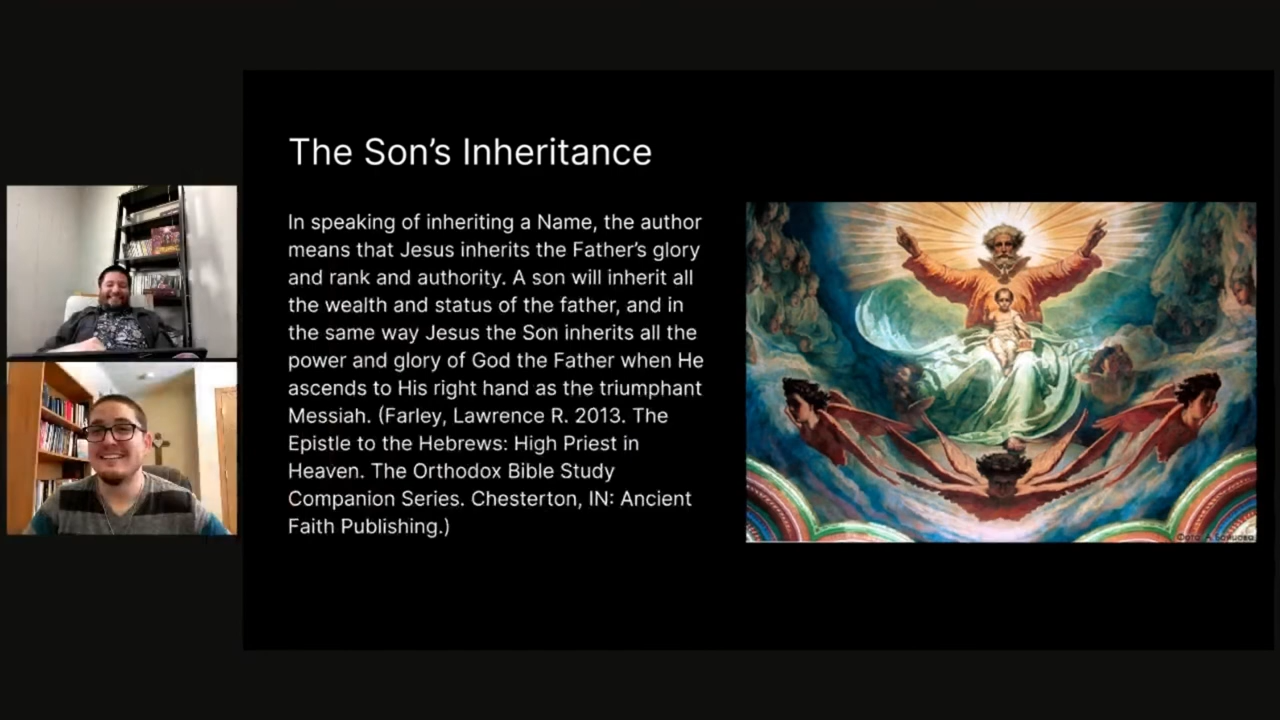 The Son’s Inheritance
In speaking of inheriting a Name, the author
means that Jesus inherits the Father’s glory
and rank and authority. A son will inherit all
the wealth and status of the father, and in
the same way Jesus the Son inherits all the
power and glory of God the Father when He
ascends to His right hand as the triumphant
Messiah. (Farley, Lawrence R. 2013. The
Epistle to the Hebrews: High Priest in
Heaven. The Orthodox Bible Study
Companion Series. Chesterton, IN: Ancient
Faith Publishing.)